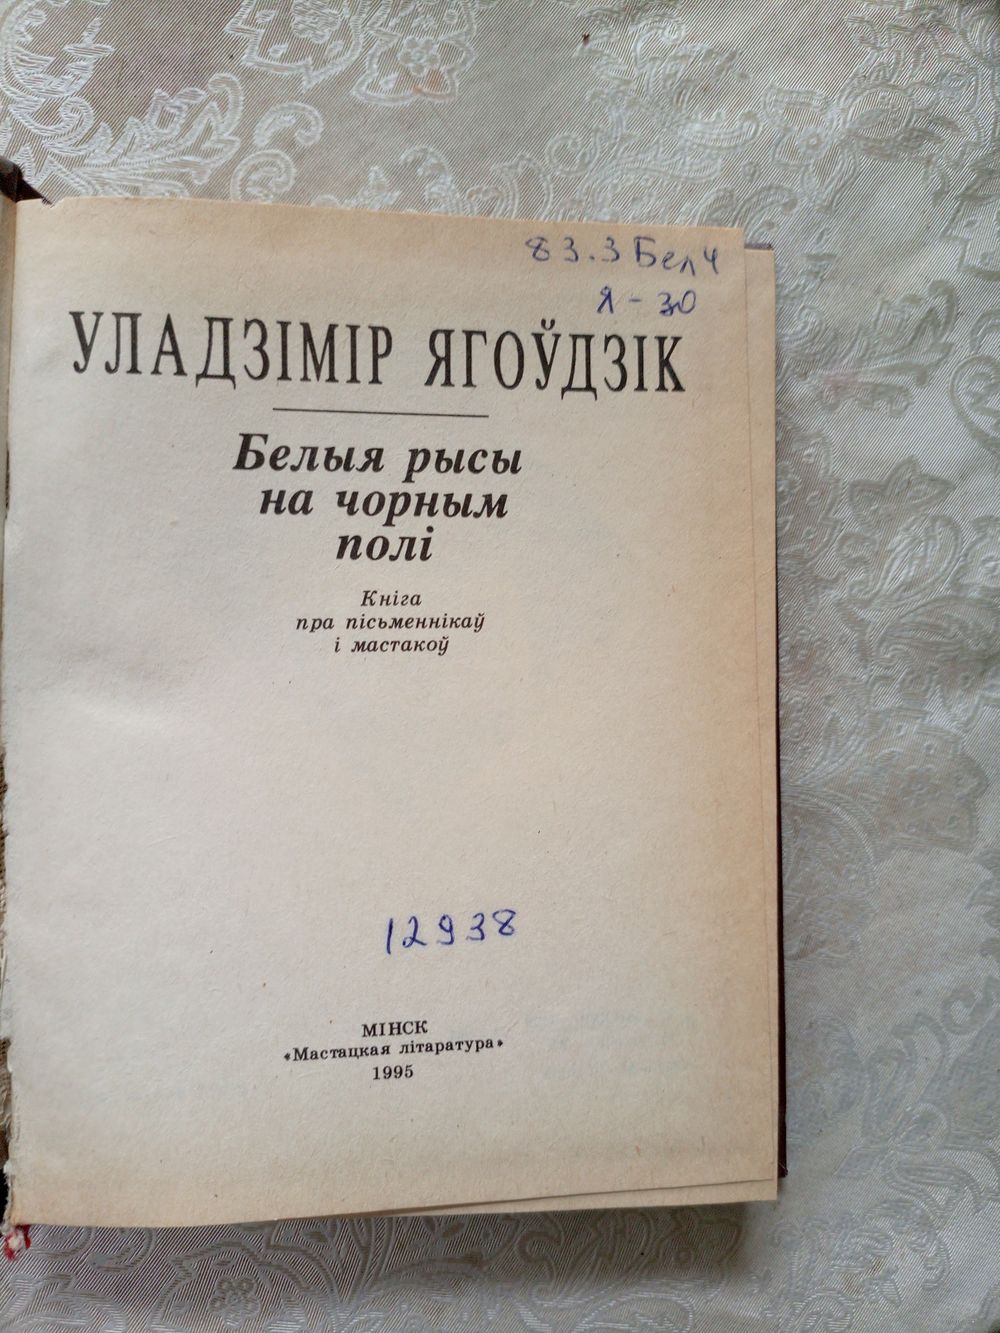 83.3 Бел 4
Я - 30
УЛАДЗІМІР ЯГОЎДЗІК
Белыя рысы
на чорным
полі
Кніга
пра пісьменнікаў
і мастакоў
12938
МІНСК
«Мастацкая літаратура»
1995